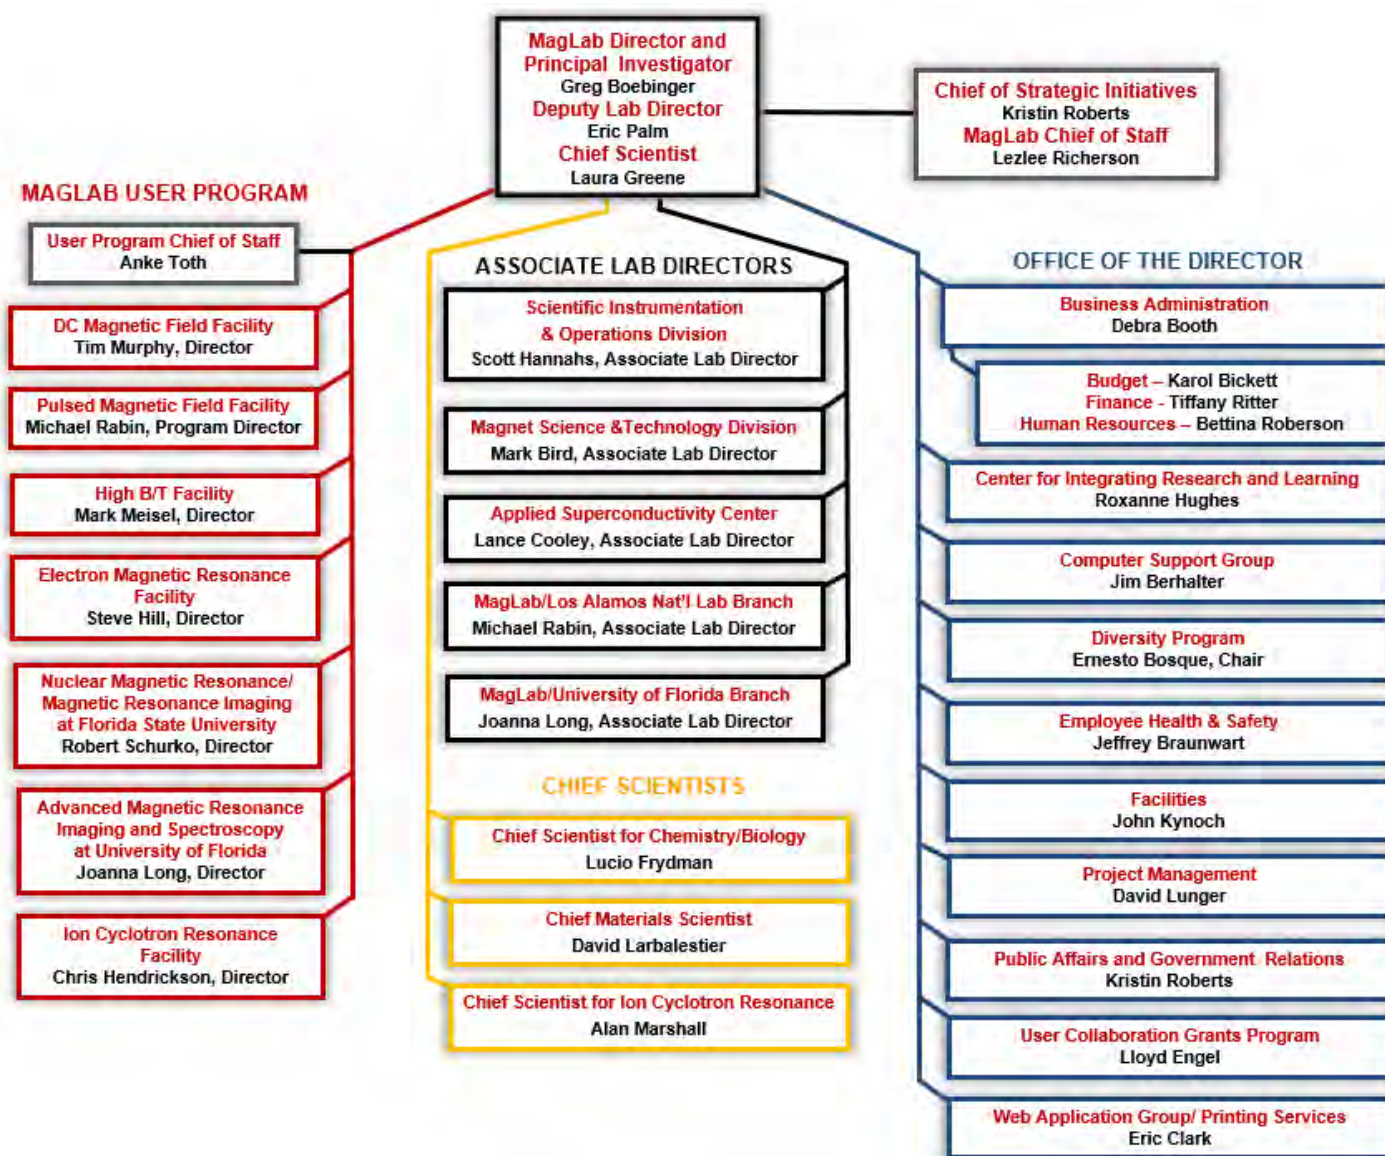 MagLab Director and
Principal Investigator
Greg Boebinger
Deputy Lab Director
Eric Palm
Chief Scientist
Laura Greene
Chief of Strategic Initiatives
Kristin Roberts
MagLab Chief of Staff
Lezlee Richerson
MAGLAB USER PROGRAM
User Program Chief of Staff
Anke Toth
DC Magnetic Field Facility
Tim Murphy, Director
Pulsed Magnetic Field Facility
Michael Rabin, Program Director
High B/T Facility
Mark Meisel, Director
Electron Magnetic Resonance
Facility
Steve Hill, Director
Nuclear Magnetic Resonance/
Magnetic Resonance Imaging
at Florida State University
Robert Schurko, Director
Advanced Magnetic Resonance
Imaging and Spectroscopy
at University of Florida
Joanna Long, Director
Ion Cyclotron Resonance
Facility
Chris Hendrickson, Director
ASSOCIATE LAB DIRECTORS
Scientific Instrumentation
& Operations Division
Scott Hannahs, Associate Lab Director
Magnet Science &Technology Division
Mark Bird, Associate Lab Director
Applied Superconductivity Center
Lance Cooley, Associate Lab Director
MagLab/Los Alamos Nat'l Lab Branch
Michael Rabin, Associate Lab Director
MagLab/University of Florida Branch
Joanna Long, Associate Lab Director
CHIEF SCIENTISTS
Chief Scientist for Chemistry/Biology
Lucio Frydman
Chief Materials Scientist
David Larbalestier
Chief Scientist for Ion Cyclotron Resonance
Alan Marshall
OFFICE OF THE DIRECTOR
Business Administration
Debra Booth
Budget – Karol Bickett
Finance - Tiffany Ritter
Human Resources – Bettina Roberson
Center for Integrating Research and Learning
Roxanne Hughes
Computer Support Group
Jim Berhalter
Diversity Program
Ernesto Bosque, Chair
Employee Health & Safety
Jeffrey Braunwart
Facilities
John Kynoch
Project Management
David Lunger
Public Affairs and Government Relations
Kristin Roberts
User Collaboration Grants Program
Lloyd Engel
Web Application Group/ Printing Services
Eric Clark